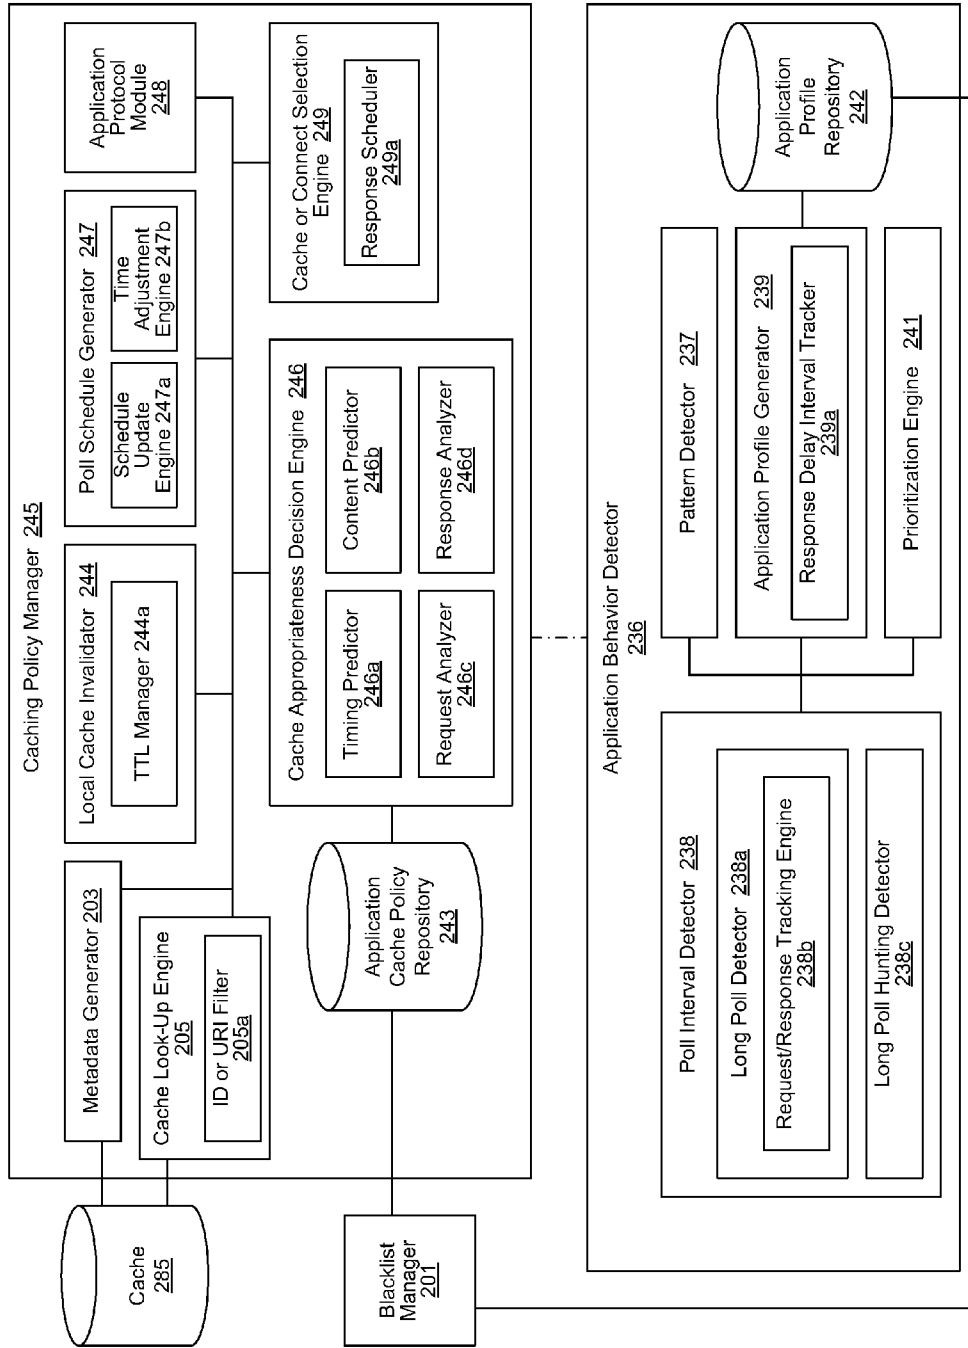 Caching Policy Manager 245
Cache
285
Metadata Generator 203
Cache Look-Up Engine
205
ID or URI Filter
205a
Local Cache Invalidator 244
TTL Manager 244a
Poll Schedule Generator 247
Schedule
Update
Engine 247a
Time
Adjustment
Engine 247b
Application
Protocol
Module
248
Blacklist
Manager
201
Application
Cache Policy
Repository
243
Cache Appropriateness Decision Engine 246
Timing Predictor
246a
Content Predictor
246b
Request Analyzer
246c
Response Analyzer
246d
Cache or Connect Selection
Engine 249
Response Scheduler
249a
Application Behavior Detector
236
Poll Interval Detector 238
Long Poll Detector 238a
Request/Response Tracking Engine
238b
Long Poll Hunting Detector
238c
Pattern Detector 237
Application Profile Generator 239
Response Delay Interval Tracker
239a
Prioritization Engine 241
Application
Profile
Repository
242